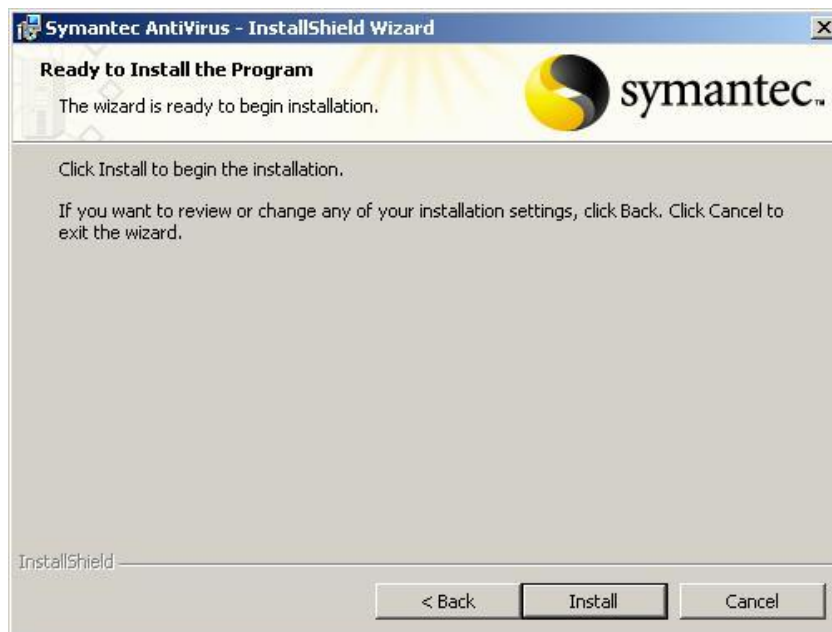 Symantec AntiVirus - InstallShield Wizard
Ready to Install the Program
The wizard is ready to begin installation.
symantec.™
Click Install to begin the installation.
If you want to review or change any of your installation settings, click Back. Click Cancel to
exit the wizard.
InstallShield
< Back
Install
Cancel